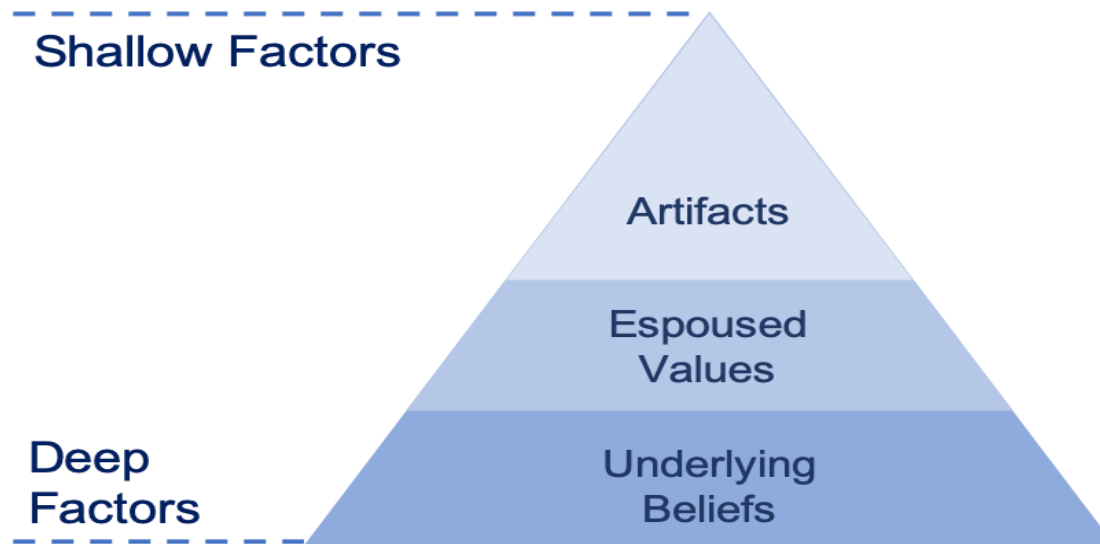 Shallow Factors
Artifacts
Espoused
Values
Deep
Factors
Underlying
Beliefs